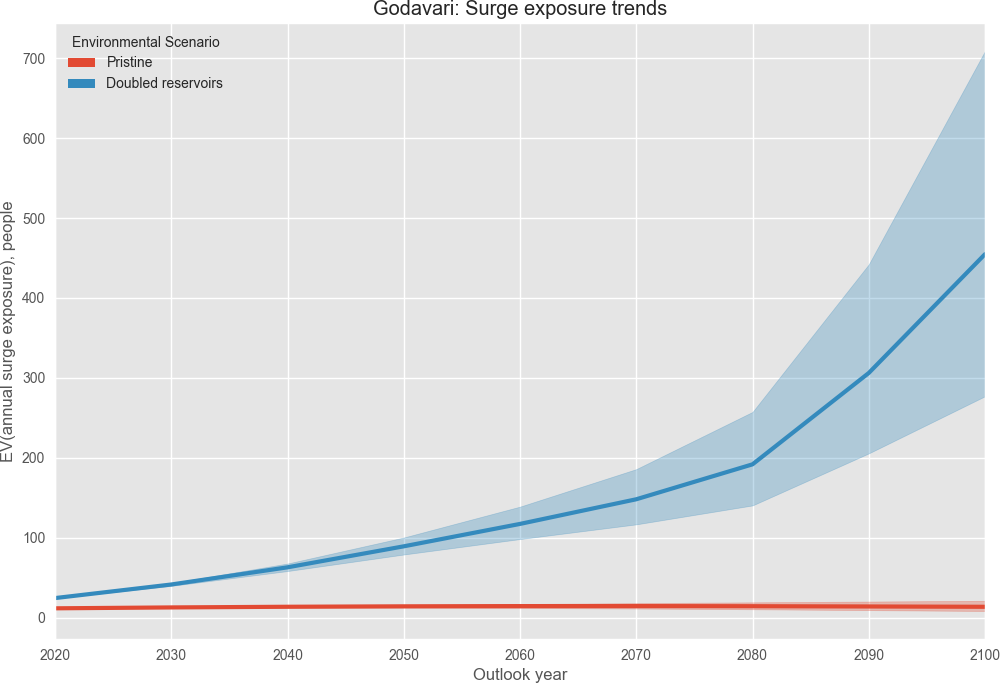 Godavari: Surge exposure trends
Environmental Scenario
Pristine
Doubled reservoirs
EV(annual surge exposure), people
700
600
500
400
300
200
100
0
2020 2030 2040 2050 2060 2070 2080 2090 2100
Outlook year